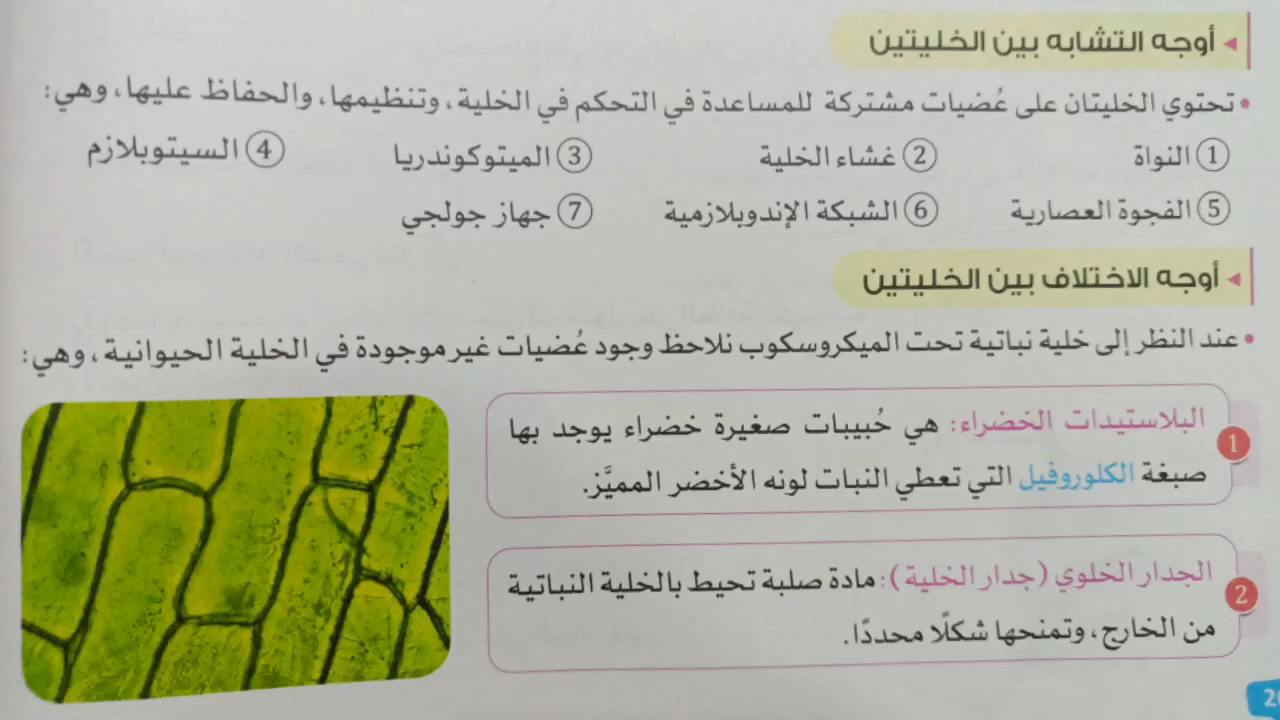 أوجه التشابه بين الخليتين
• تحتوي الخليتان على عُضيات مشتركة للمساعدة في التحكم في الخلية، وتنظيمها، والحفاظ عليها، وهي:
① النواة ② غشاء الخلية ③ الميتوكوندريا ④ السيتوبلازم
⑤ الفجوة العصارية ⑥ الشبكة الإندوبلازمية ⑦ جهاز جولجي
أوجه الاختلاف بين الخليتين
• عند النظر إلى خلية نباتية تحت الميكروسكوب نلاحظ وجود عُضيات غير موجودة في الخلية الحيوانية، وهي:
1 البلاستيدات الخضراء: هي حُبيبات صغيرة خضراء يوجد بها
صبغة الكلوروفيل التي تعطي النبات لونه الأخضر المميَّز.
2 الجدار الخلوي (جدار الخلية): مادة صلبة تحيط بالخلية النباتية
من الخارج، وتمنحها شكلًا محددًا.